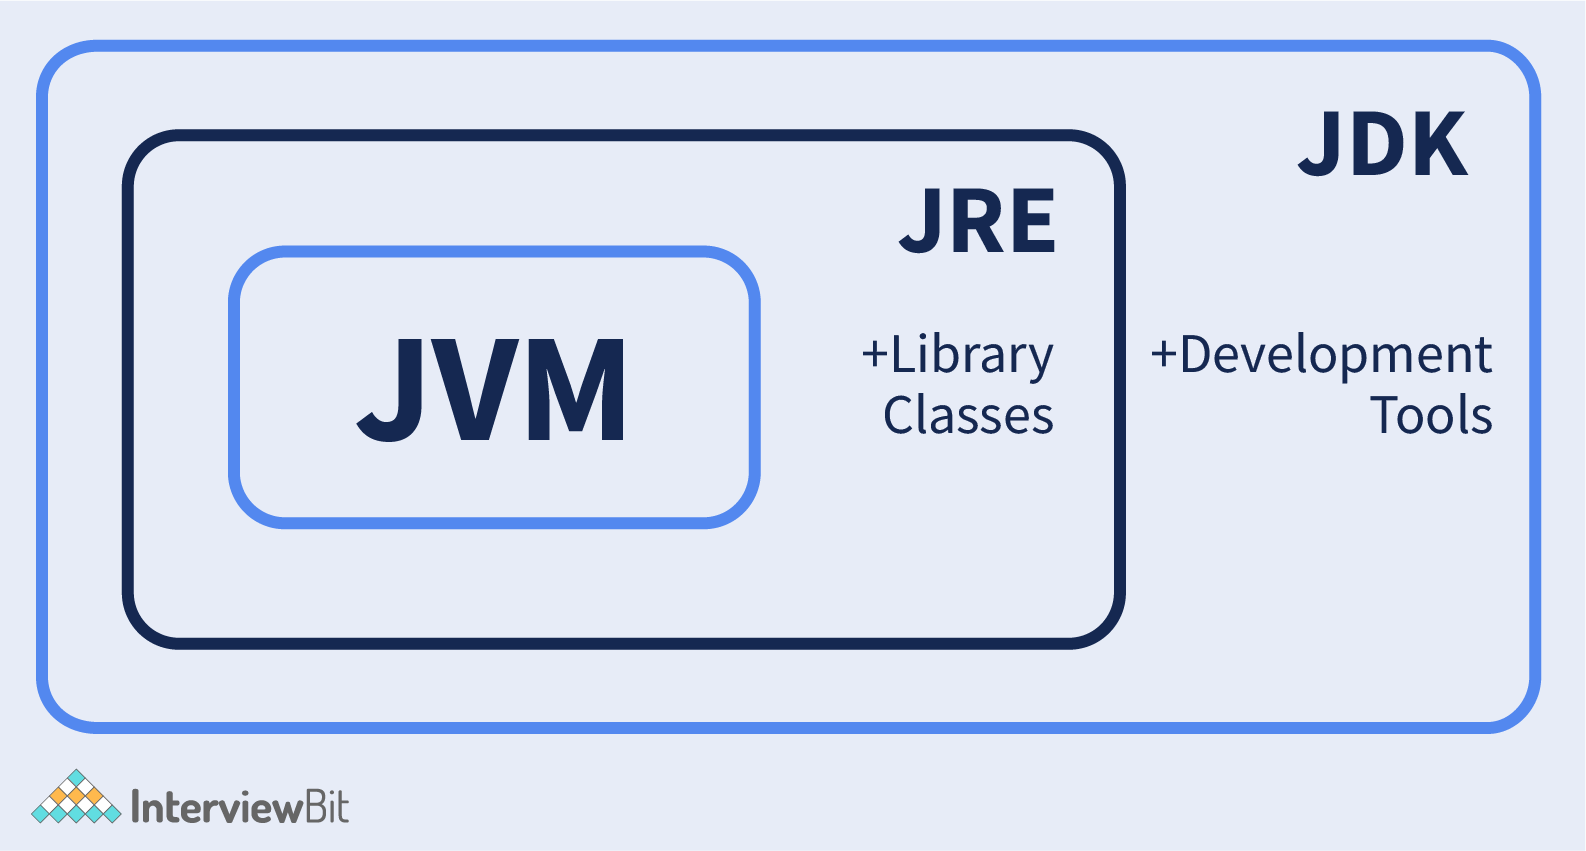 JDK
JRE
JVM
+Library
Classes
+Development
Tools
InterviewBit